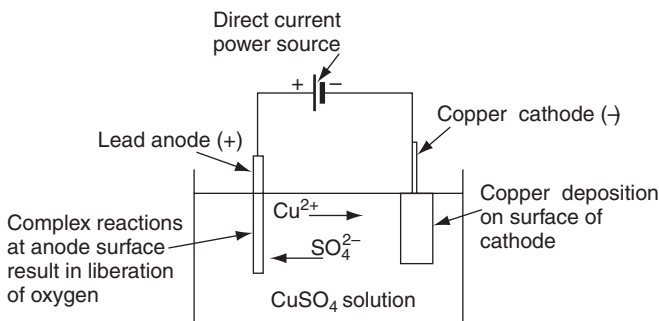 Direct current
power source
+ −
Lead anode (+)
Copper cathode (−)
Complex reactions
at anode surface
result in liberation
of oxygen
Cu²⁺
SO₄²⁻
CuSO₄ solution
Copper deposition
on surface of
cathode